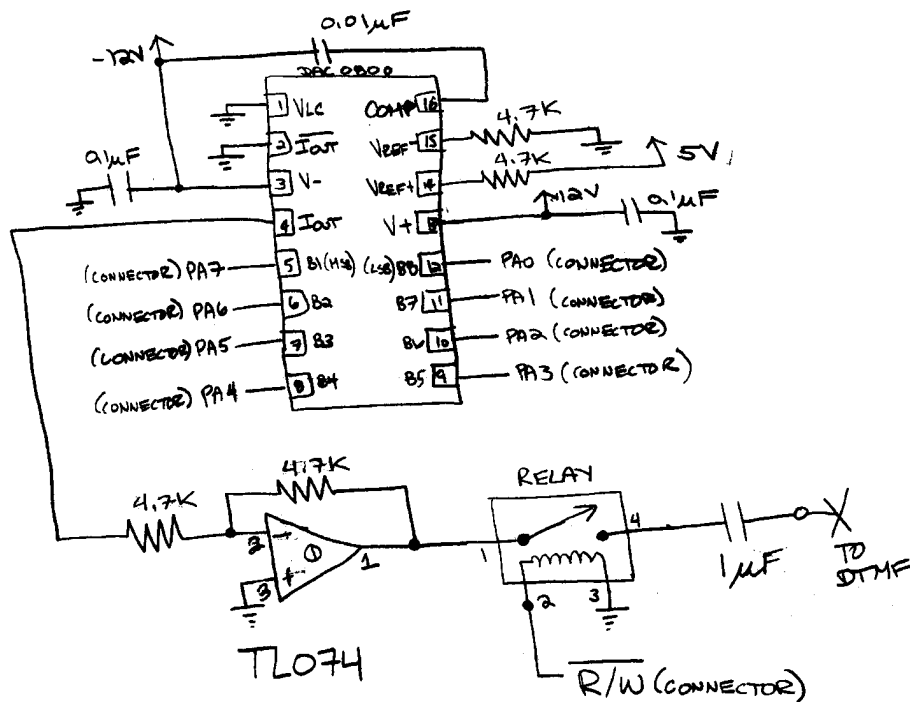 0.01μF
-12V
DAC0800
1 VLC COMP 16
4.7K
2 I̅O̅U̅T̅ VREF- 15
0.1μF
4.7K
5V
3 V- VREF+ 14
+12V
0.1μF
4 IOUT V+ 13
(CONNECTOR) PA7 5 B1(MSB) (LSB)B8 12 PA0 (CONNECTOR)
(CONNECTOR) PA6 6 B2 B7 11 PA1 (CONNECTOR)
(CONNECTOR) PA5 7 B3 B6 10 PA2 (CONNECTOR)
(CONNECTOR) PA4 8 B4 B5 9 PA3 (CONNECTOR)
4.7K
RELAY
4.7K
4
2 - 1 1 1μF TO
3 + DTMF
2 3
TL074
R/W̅ (CONNECTOR)